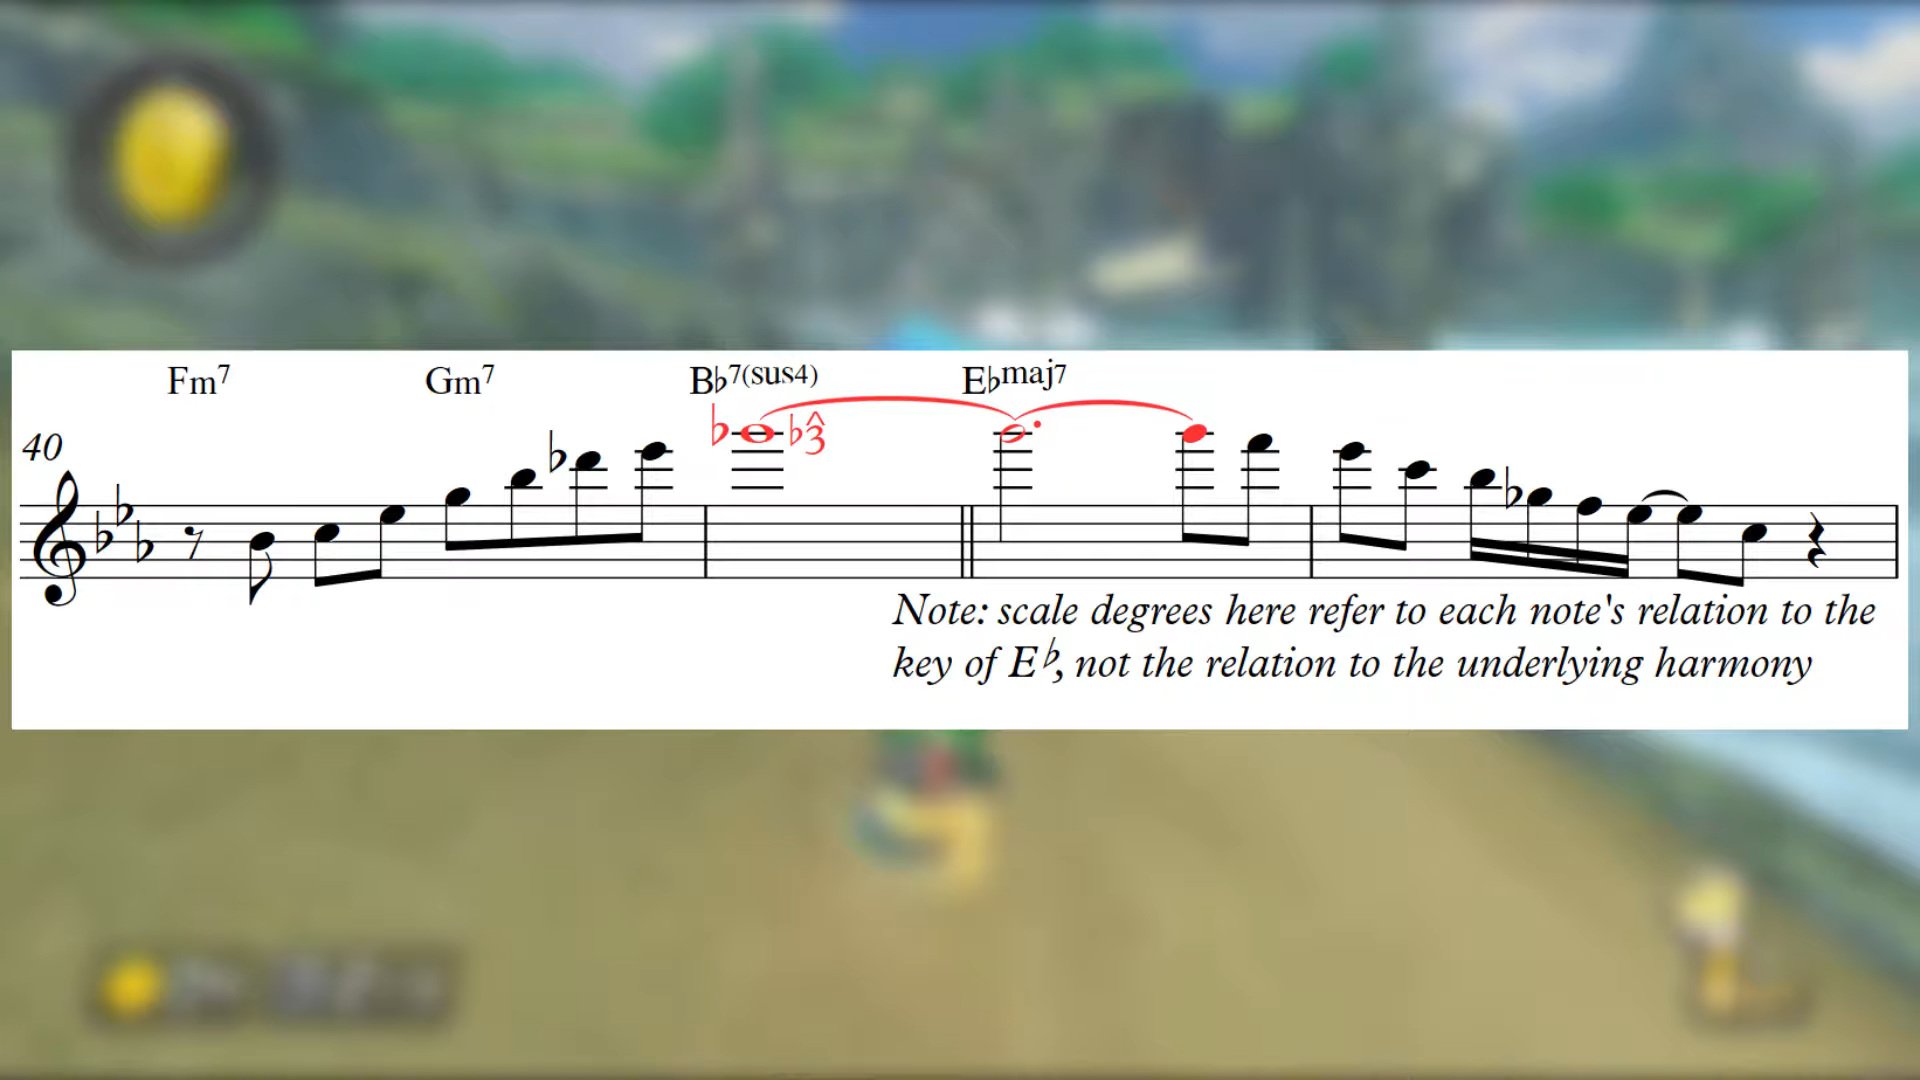 Fm7 Gm7 B♭7(sus4) E♭maj7
♭3̂
40
Note: scale degrees here refer to each note's relation to the
key of E♭, not the relation to the underlying harmony